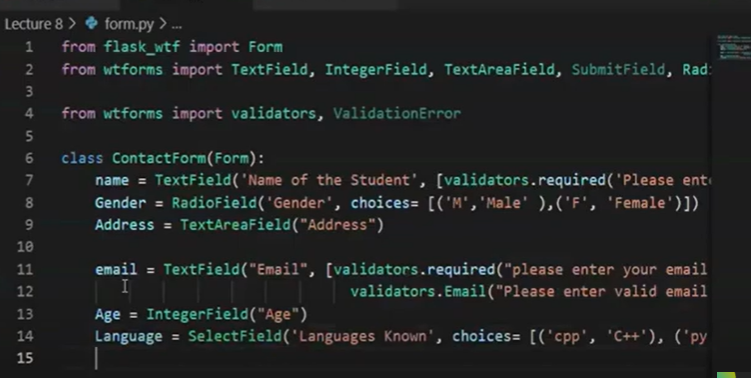 Lecture 8 > form.py > ...
1 from flask_wtf import Form
2 from wtforms import TextField, IntegerField, TextAreaField, SubmitField, Rad
3
4 from wtforms import validators, ValidationError
5
6 class ContactForm(Form):
7 name = TextField('Name of the Student', [validators.required('Please ent
8 Gender = RadioField('Gender', choices= [('M','Male' ),('F', 'Female')])
9 Address = TextAreaField("Address")
10
11 email = TextField("Email", [validators.required("please enter your email
12 validators.Email("Please enter valid email
13 Age = IntegerField("Age")
14 Language = SelectField('Languages Known', choices= [('cpp', 'C++'), ('py
15